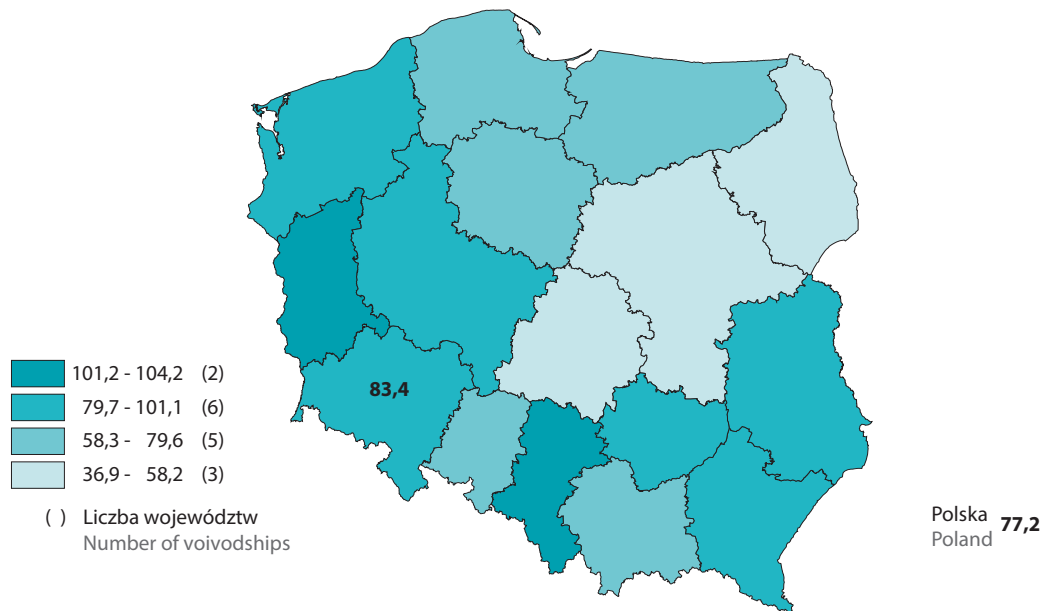 83,4
101,2 - 104,2 (2)
79,7 - 101,1 (6)
58,3 - 79,6 (5)
36,9 - 58,2 (3)
( ) Liczba województw
Number of voivodships
Polska 77,2
Poland